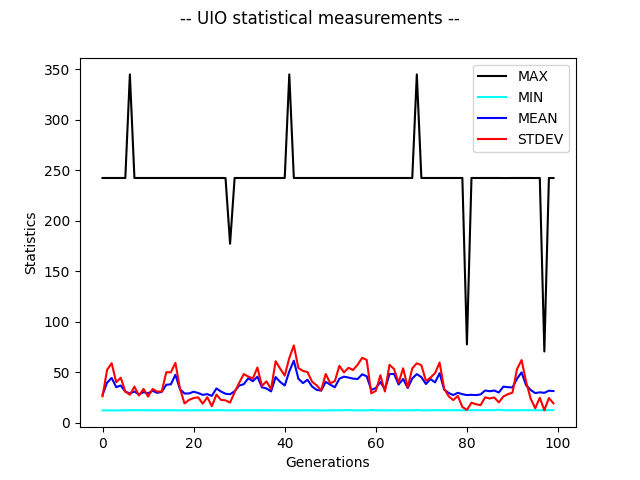 -- UIO statistical measurements --
350
300
250
200
150
100
50
0
Statistics
MAX
MIN
MEAN
STDEV
0 20 40 60 80 100
Generations